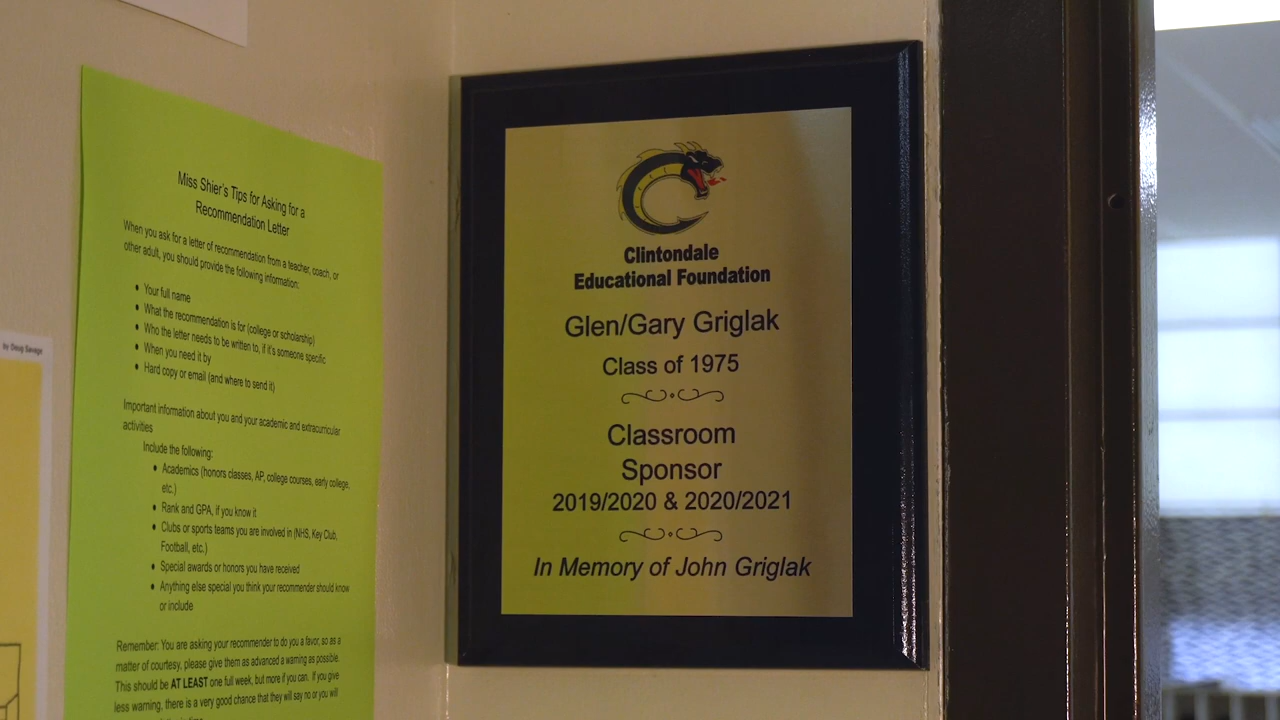 Miss Shier's Tips for Asking for a
Recommendation Letter
When you ask for a letter of recommendation from a teacher, coach, or
other adult, you should provide the following information:
• Your full name
• What the recommendation is for (college or scholarship)
• Who the letter needs to be written to, if it's someone specific
• When you need it by
• Hard copy or email (and where to send it)
Important information about you and your academic and extracurricular
activities
Include the following:
• Academics (honors classes, AP, college courses, early college,
etc.)
• Rank and GPA, if you know it
• Clubs or sports teams you are involved in (NHS, Key Club,
Football, etc.)
• Special awards or honors you have received
• Anything else special you think your recommender should know
or include
Remember: You are asking your recommender to do you a favor, so as a
matter of courtesy, please give them as advanced a warning as possible.
This should be AT LEAST one full week, but more if you can. If you give
less warning, there is a very good chance that they will say no or you will
by Doug Savage
Clintondale
Educational Foundation
Glen/Gary Griglak
Class of 1975
Classroom
Sponsor
2019/2020 & 2020/2021
In Memory of John Griglak